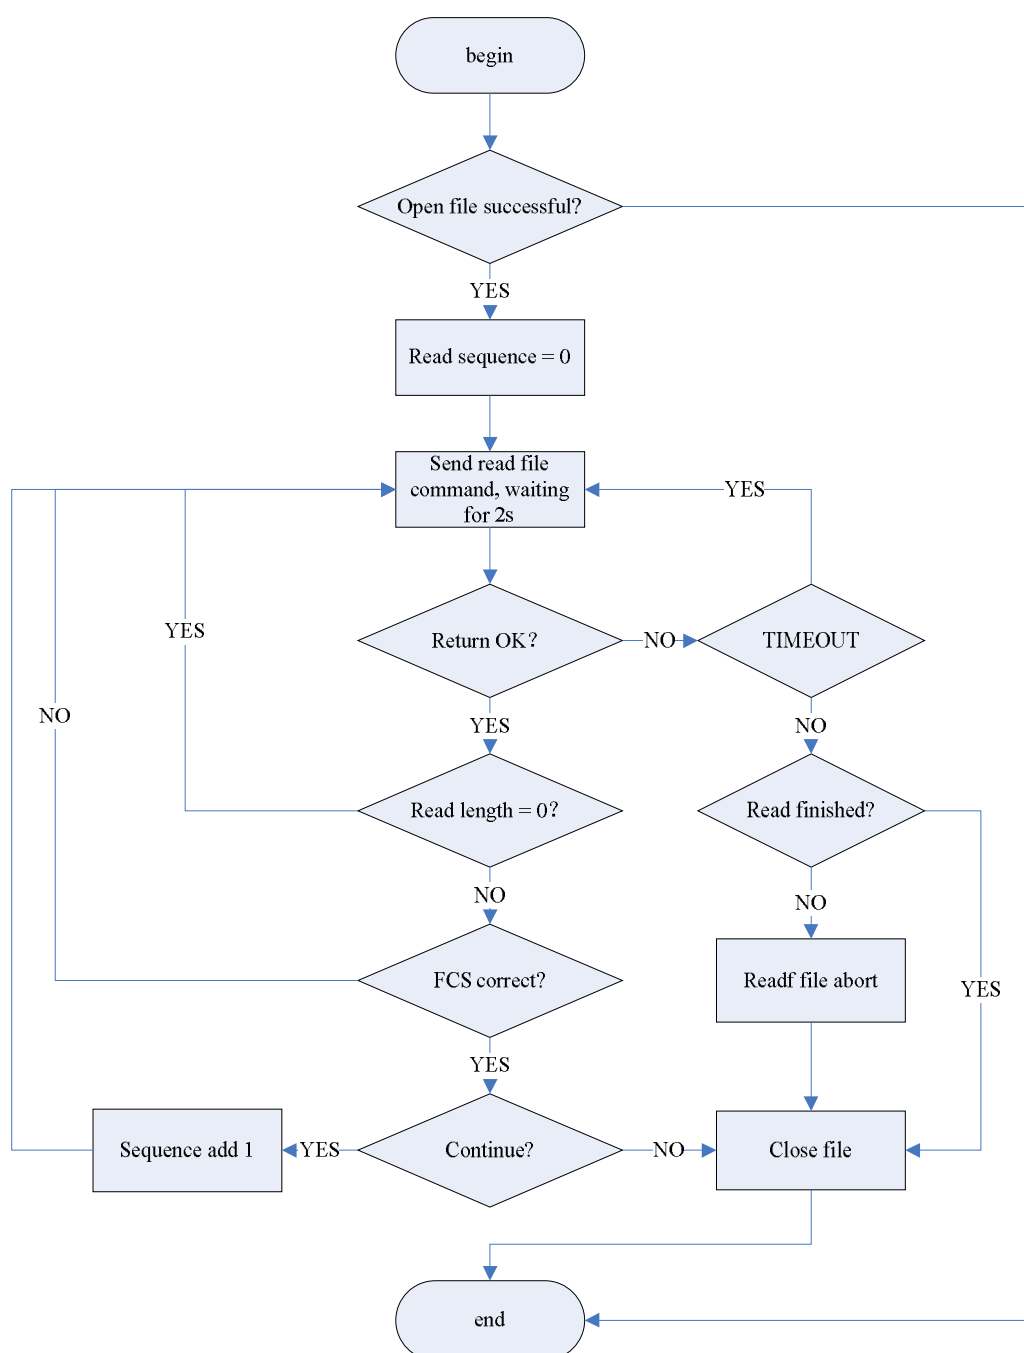 begin
Open file successful?
YES
Read sequence = 0
Send read file
command, waiting
for 2s
YES
Return OK?
NO
TIMEOUT
YES
NO
YES
NO
Read length = 0?
Read finished?
NO
NO
FCS correct?
Readf file abort
YES
YES
Sequence add 1
YES
Continue?
NO
Close file
end